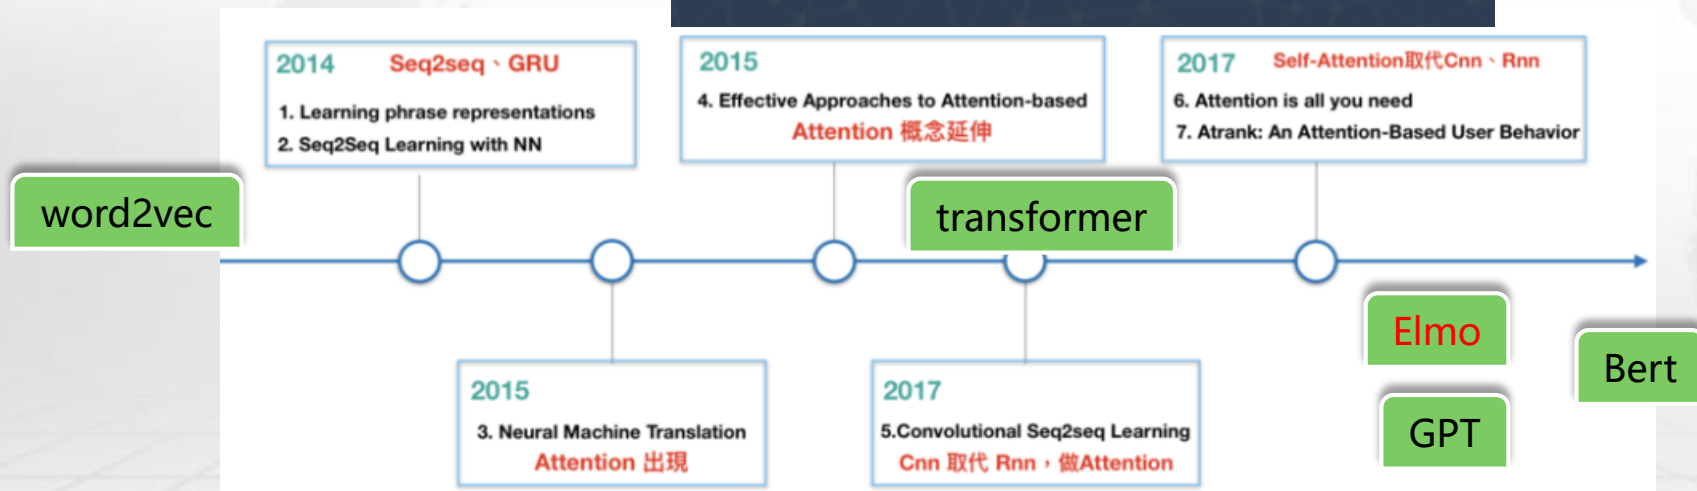 2014 Seq2seq、GRU
1. Learning phrase representations
2. Seq2Seq Learning with NN
2015
4. Effective Approaches to Attention-based
Attention 概念延伸
2017 Self-Attention取代Cnn、Rnn
6. Attention is all you need
7. Atrank: An Attention-Based User Behavior
word2vec
transformer
2015
3. Neural Machine Translation
Attention 出現
2017
5.Convolutional Seq2seq Learning
Cnn 取代 Rnn，做Attention
Elmo
GPT
Bert